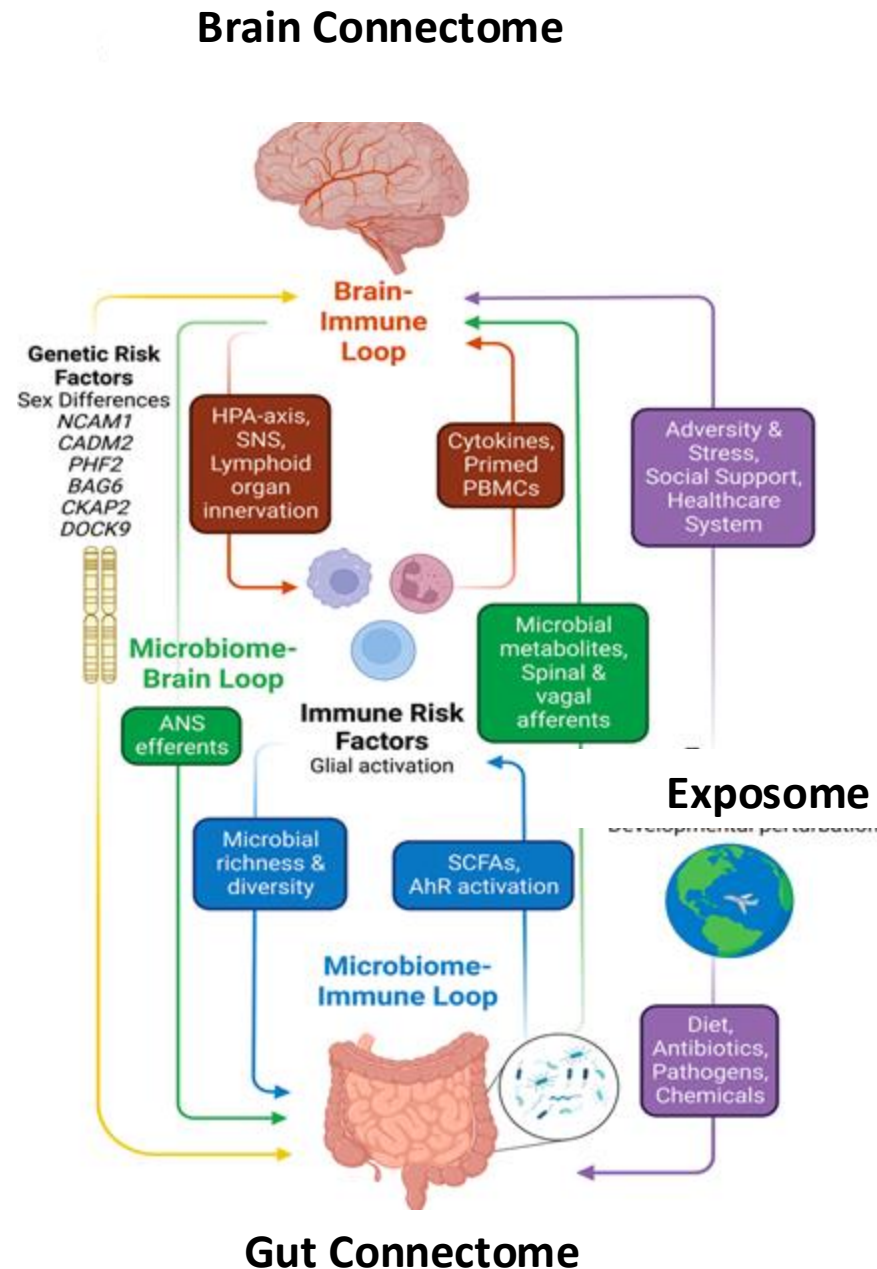 Brain Connectome
Brain-
Immune
Loop
Genetic Risk
Factors
Sex Differences
NCAM1
CADM2
PHF2
BAG6
CKAP2
DOCK9
HPA-axis,
SNS,
Lymphoid
organ
innervation
Cytokines,
Primed
PBMCs
Adversity &
Stress,
Social Support,
Healthcare
System
Microbiome-
Brain Loop
Microbial
metabolites,
Spinal &
vagal
afferents
ANS
efferents
Immune Risk
Factors
Glial activation
Exposome
Microbial
richness &
diversity
SCFAs,
AhR activation
Microbiome-
Immune Loop
Diet,
Antibiotics,
Pathogens,
Chemicals
Gut Connectome